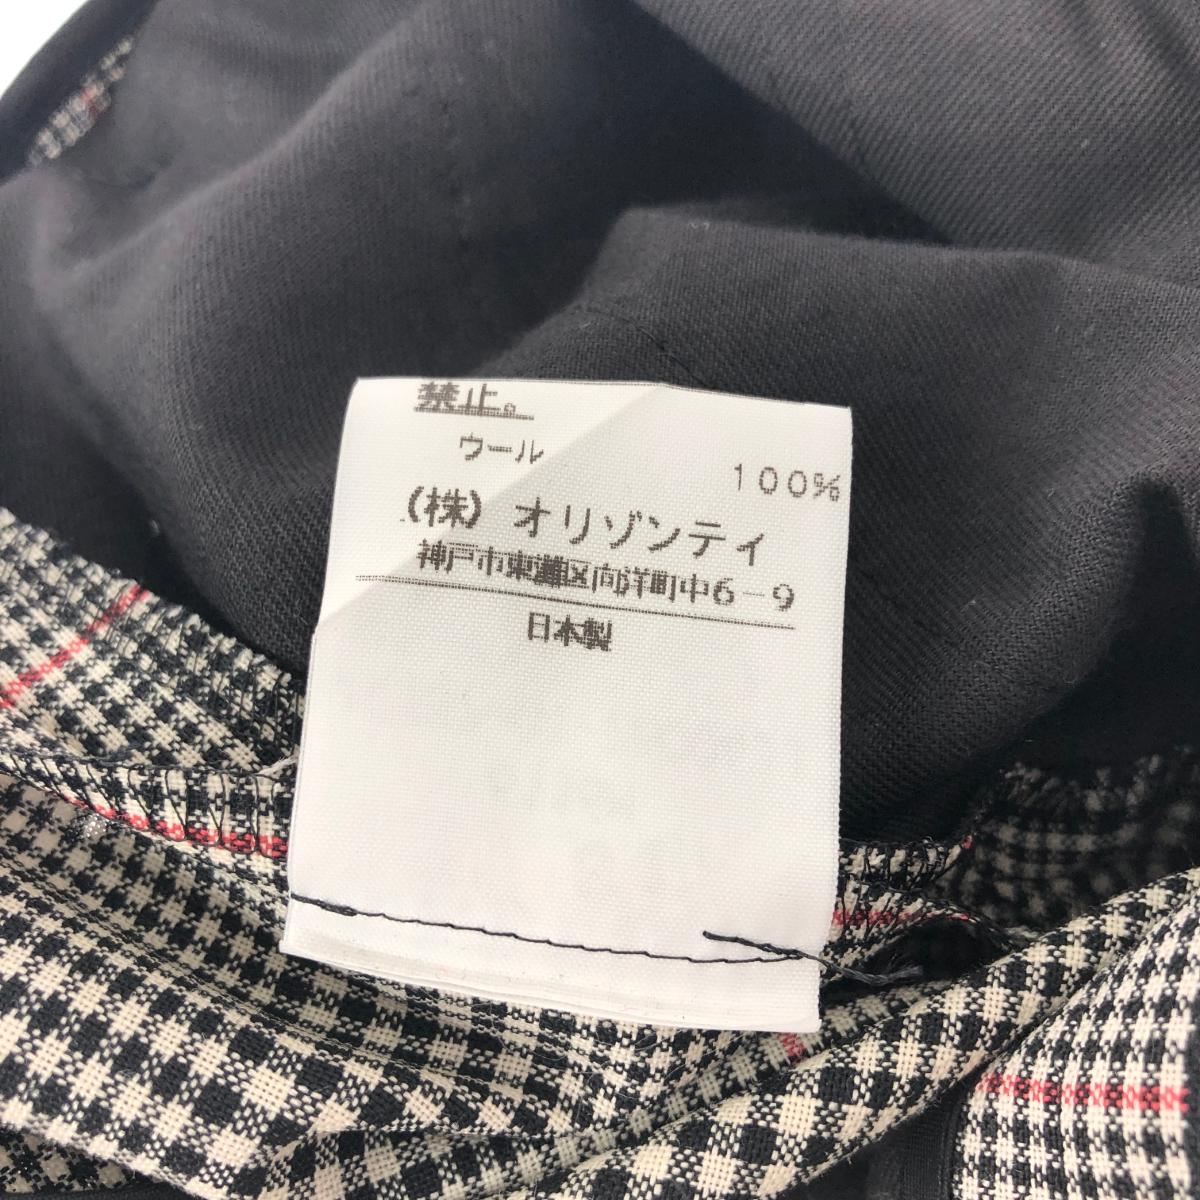 禁止。
ウール 100%
(株) オリゾンティ
神戸市東灘区向洋町中6-9
日本製